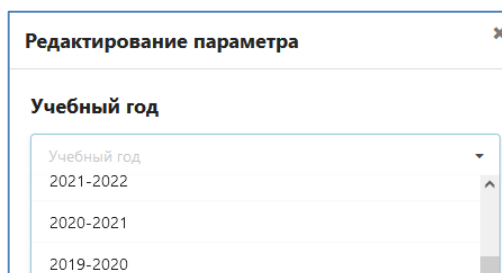 Редактирование параметра
Учебный год
Учебный год
2021-2022
2020-2021
2019-2020